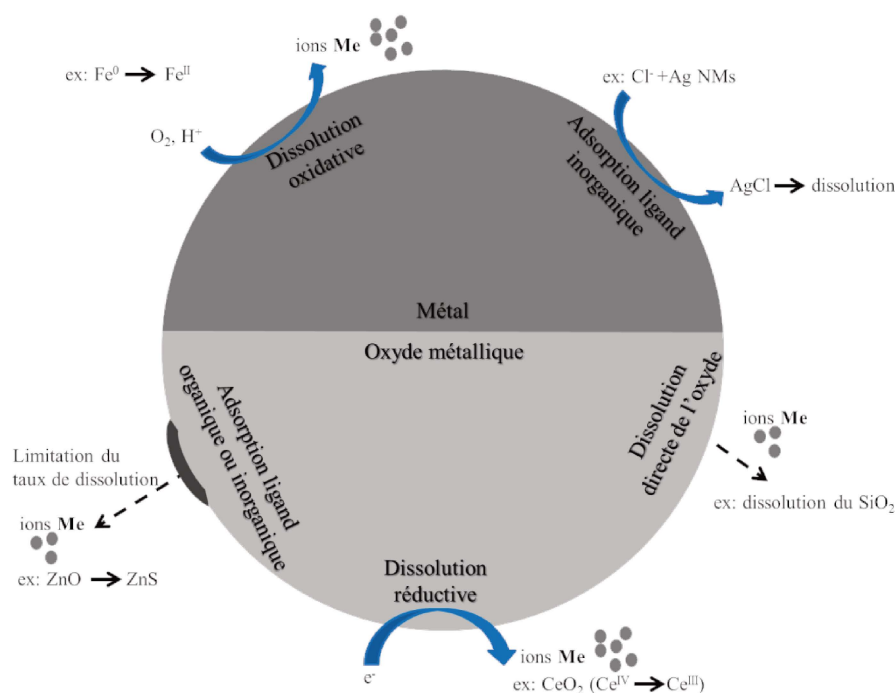 ions Me
ex: Fe⁰ → Feᴵᴵ
O₂, H⁺
Dissolution
oxidative
ex: Cl⁻ +Ag NMs
Adsorption ligand
inorganique
AgCl → dissolution
Métal
Oxyde métallique
Adsorption ligand
organique ou inorganique
Limitation du
taux de dissolution
ions Me
ex: ZnO → ZnS
Dissolution
directe de l'oxyde
ions Me
ex: dissolution du SiO₂
Dissolution
réductive
e⁻
ions Me
ex: CeO₂ (Ceᴵⱽ → Ceᴵᴵᴵ)